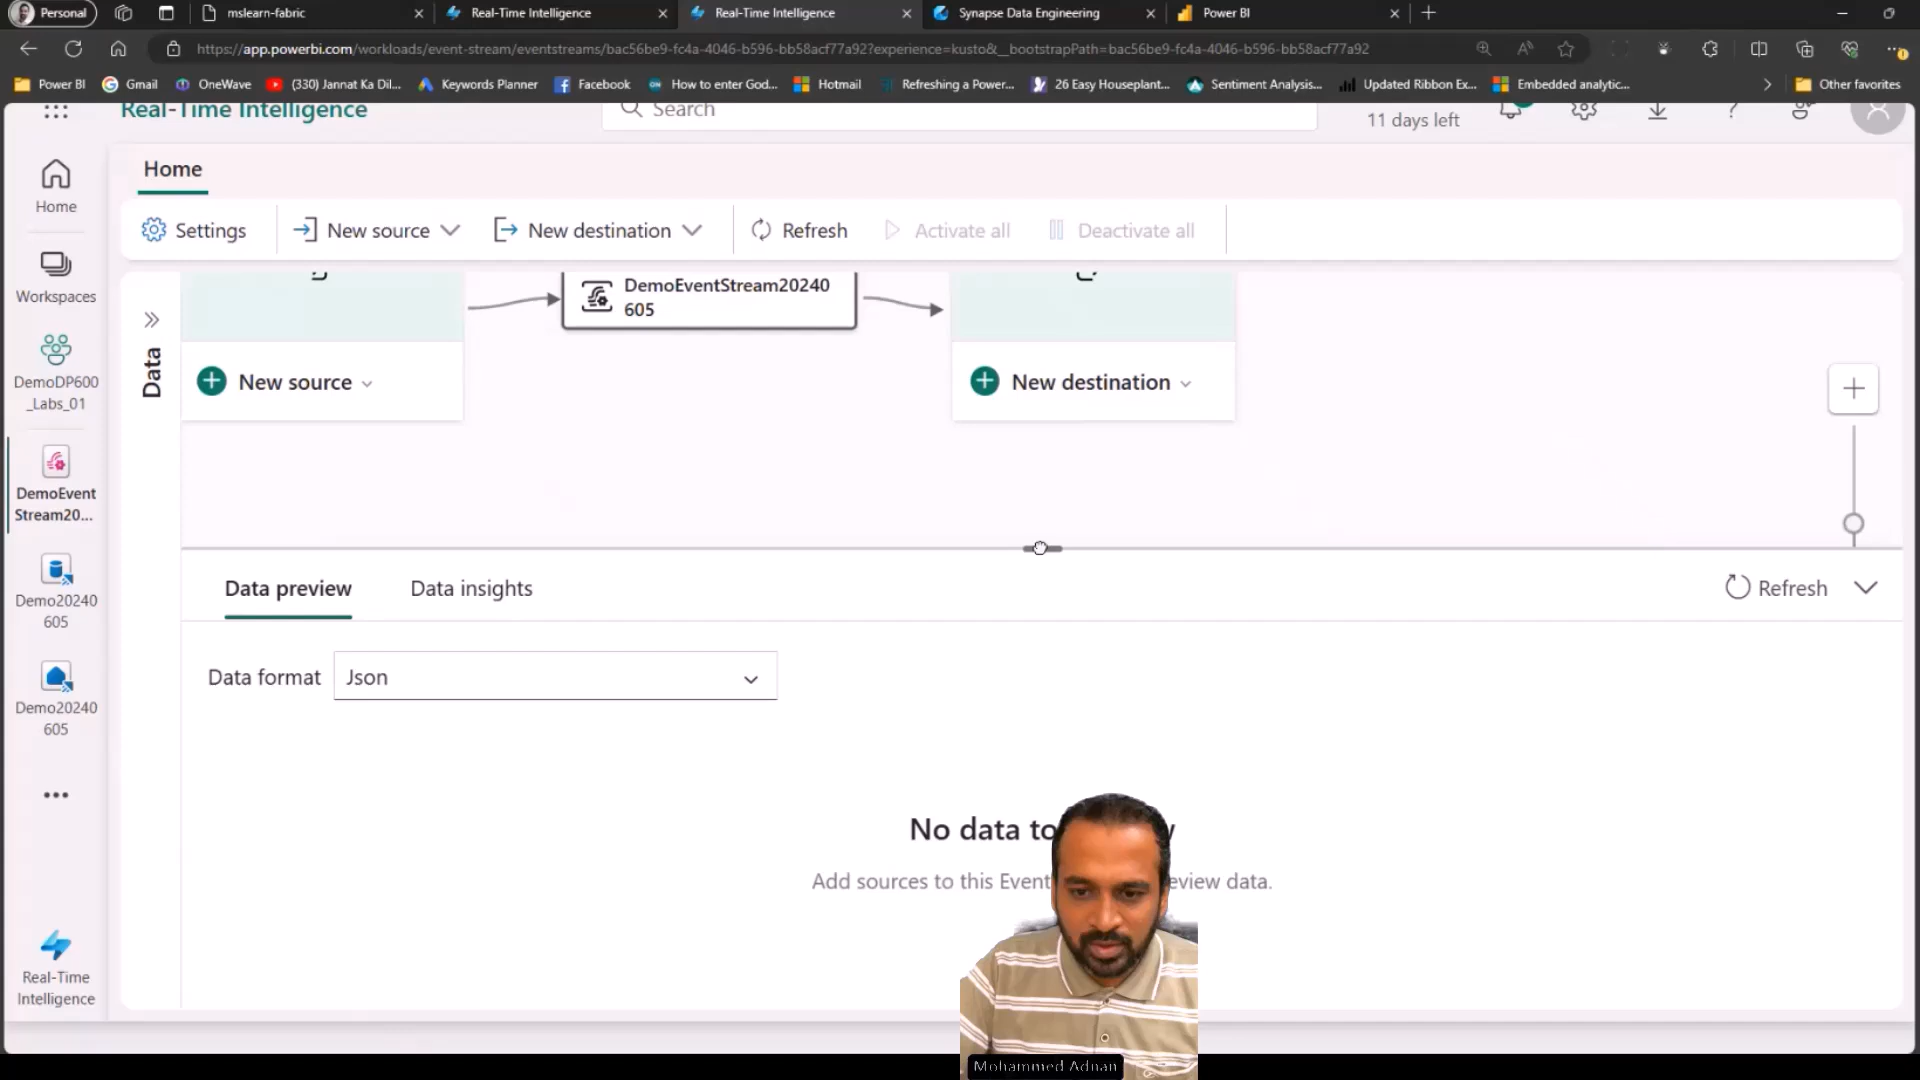 Personal
mslearn-fabric
Real-Time Intelligence
Real-Time Intelligence
Synapse Data Engineering
Power BI
https://app.powerbi.com/workloads/event-stream/eventstreams/bac56be9-fc4a-4046-b596-bb58acf77a92?experience=kusto&__bootstrapPath=bac56be9-fc4a-4046-b596-bb58acf77a92
Power BI
Gmail
OneWave
(330) Jannat Ka Dil...
Keywords Planner
Facebook
How to enter God...
Hotmail
Refreshing a Power...
26 Easy Houseplant...
Sentiment Analysis...
Updated Ribbon Ex...
Embedded analytic...
Other favorites
Real-Time Intelligence
Search
11 days left
Home
Settings
New source
New destination
Refresh
Activate all
Deactivate all
Home
Workspaces
DemoDP600
_Labs_01
DemoEvent
Stream20...
Demo20240
605
Demo20240
605
Real-Time
Intelligence
Data
DemoEventStream20240
605
New source
New destination
Data preview
Data insights
Refresh
Data format
Json
No data to
Add sources to this Event
eview data.
Mohammed Adnan